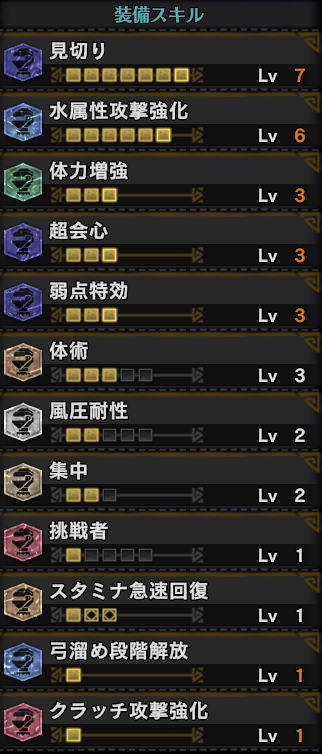 装備スキル
見切り
Lv 7
水属性攻撃強化
Lv 6
体力増強
Lv 3
超会心
Lv 3
弱点特効
Lv 3
体術
Lv 3
風圧耐性
Lv 2
集中
Lv 2
挑戦者
Lv 1
スタミナ急速回復
Lv 1
弓溜め段階解放
Lv 1
クラッチ攻撃強化
Lv 1